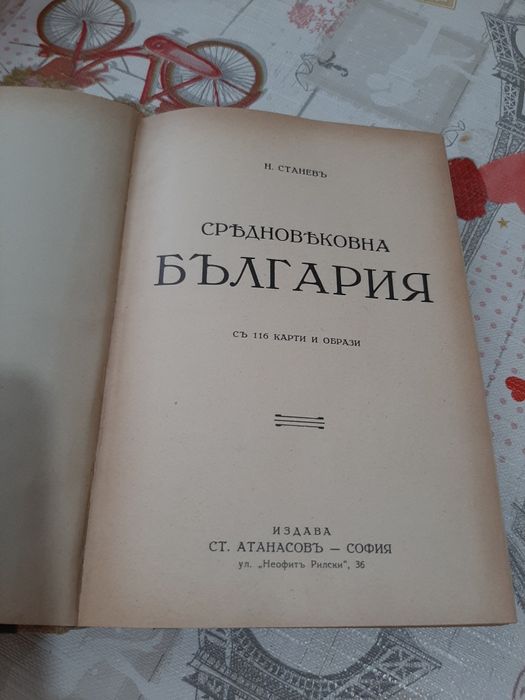 Н. СТАНЕВЪ
СРѢДНОВѢКОВНА
БЪЛГАРИЯ
СЪ 116 КАРТИ И ОБРАЗИ
ИЗДАВА
СТ. АТАНАСОВЪ — СОФИЯ
ул. „Неофитъ Рилски", 36